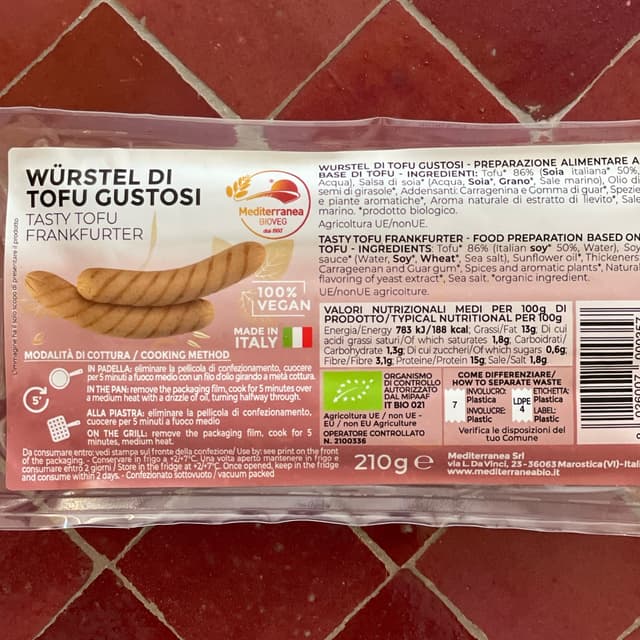 WÜRSTEL DI
TOFU GUSTOSI
TASTY TOFU
FRANKFURTER
Mediterranea
BIOVEG
dal 1980
100%
VEGAN
MADE IN
ITALY
L'immagine ha il solo scopo di presentare il prodotto
MODALITÀ DI COTTURA / COOKING METHOD
5'
IN PADELLA: eliminare la pellicola di confezionamento, cuocere
per 5 minuti a fuoco medio con un filo d'olio girando a metà cottura.
IN THE PAN: remove the packaging film, cook for 5 minutes over
a medium heat with a drizzle of oil, turning halfway through.
ALLA PIASTRA: eliminare la pellicola di confezionamento,
cuocere per 5 minuti a fuoco medio
ON THE GRILL: remove the packaging film, cook for 5
minutes, medium heat.
Da consumare entro: vedi stampa sul fronte della confezione/ Use by: see print on the front
of the packaging - Conservare in frigo a +2/+7°C. Una volta aperto mantenere in frigo e
consumare entro 2 giorni / Store in the fridge at +2/+7°C. Once opened, keep in the fridge
and consume within 2 days. - Confezionato sottovuoto / vacuum packed
WURSTEL DI TOFU GUSTOSI - PREPARAZIONE ALIMENTARE A
BASE DI TOFU - INGREDIENTI: Tofu* 86% (Soia italiana* 50%,
Acqua), Salsa di soia* (Acqua, Soia*, Grano*, Sale marino), Olio di
semi di girasole*, Addensanti: Carragenina e Gomma di guar*, Spezie
e piante aromatiche*, Aroma naturale di estratto di lievito*, Sale
marino. *prodotto biologico.
Agricoltura UE/nonUE.
TASTY TOFU FRANKFURTER - FOOD PREPARATION BASED ON
TOFU - INGREDIENTS Tofu* 86% (Italian soy* 50%, Water), Soy
sauce* (Water, Soy*, Wheat*, Sea salt), Sunflower oil*, Thickeners:
Carrageenan and Guar gum*, Spices and aromatic plants*, Natural
flavoring of yeast extract*, Sea salt. *organic ingredient.
UE/nonUE agriculture.
VALORI NUTRIZIONALI MEDI PER 100g DI
PRODOTTO/TYPICAL NUTRITIONAL PER 100g
Energia/Energy 783 kJ/188 kcal; Grassi/Fat 13g; Di cui
acidi grassi saturi/Of which saturates 1,8g; Carboidrati/
Carbohydrate 1,3g; Di cui zuccheri/Of which sugars 0,6g;
Fibre/Fibre 3,1g; Proteine/Protein 15g; Sale/Salt 1,8g
ORGANISMO
DI CONTROLLO
AUTORIZZATO
DAL MIPAAF
IT BIO 021
Agricoltura UE / non UE -
EU / non EU Agriculture
OPERATORE CONTROLLATO
N. 2100336
COME DIFFERENZIARE/
HOW TO SEPARATE WASTE
7
INVOLUCRO:
Plastica
INVOLUCRE:
Plastic
LDPE
4
ETICHETTA:
Plastica
LABEL:
Plastic
Verifica le disposizioni del
tuo Comune
210g e
Mediterranea Srl
via L. Da Vinci, 23-36063 Marostica(VI)-Ital
www.mediterraneabio.it